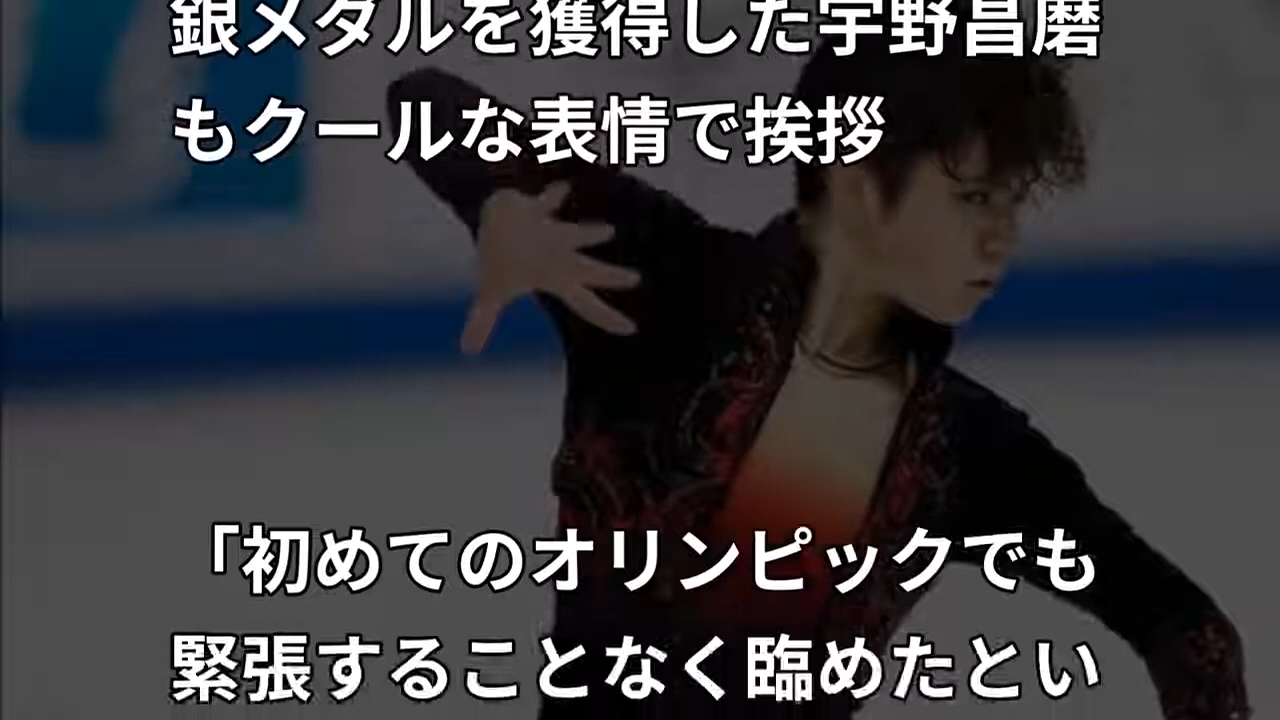 銀メダルを獲得した宇野昌磨
もクールな表情で挨拶
「初めてのオリンピックでも
緊張することなく臨めたとい